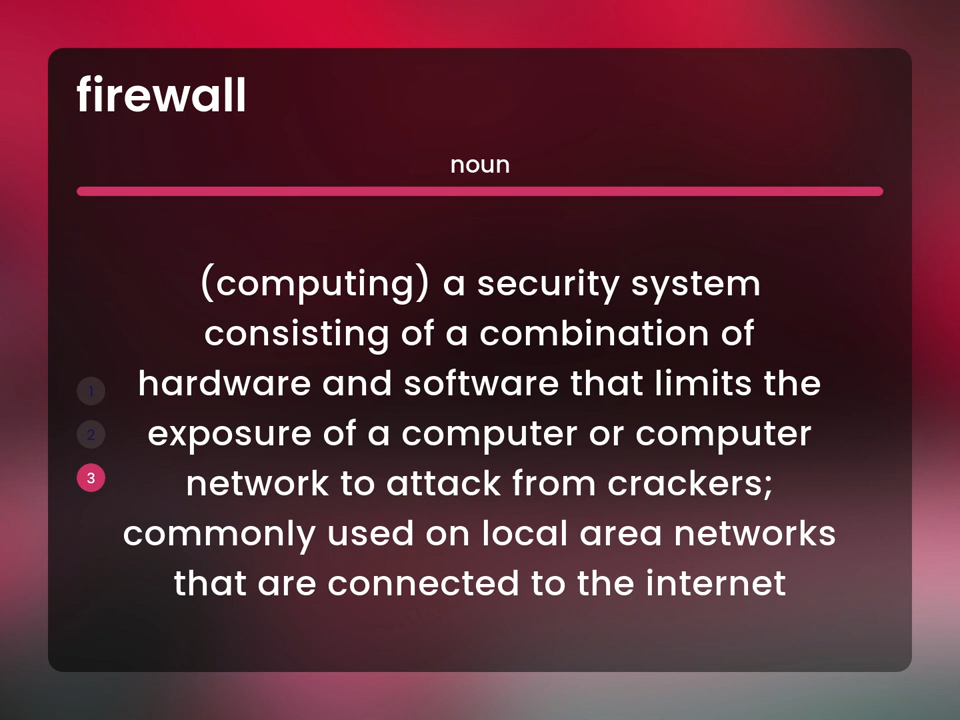 firewall
noun
(computing) a security system
consisting of a combination of
hardware and software that limits the
exposure of a computer or computer
network to attack from crackers;
commonly used on local area networks
that are connected to the internet
1
2
3